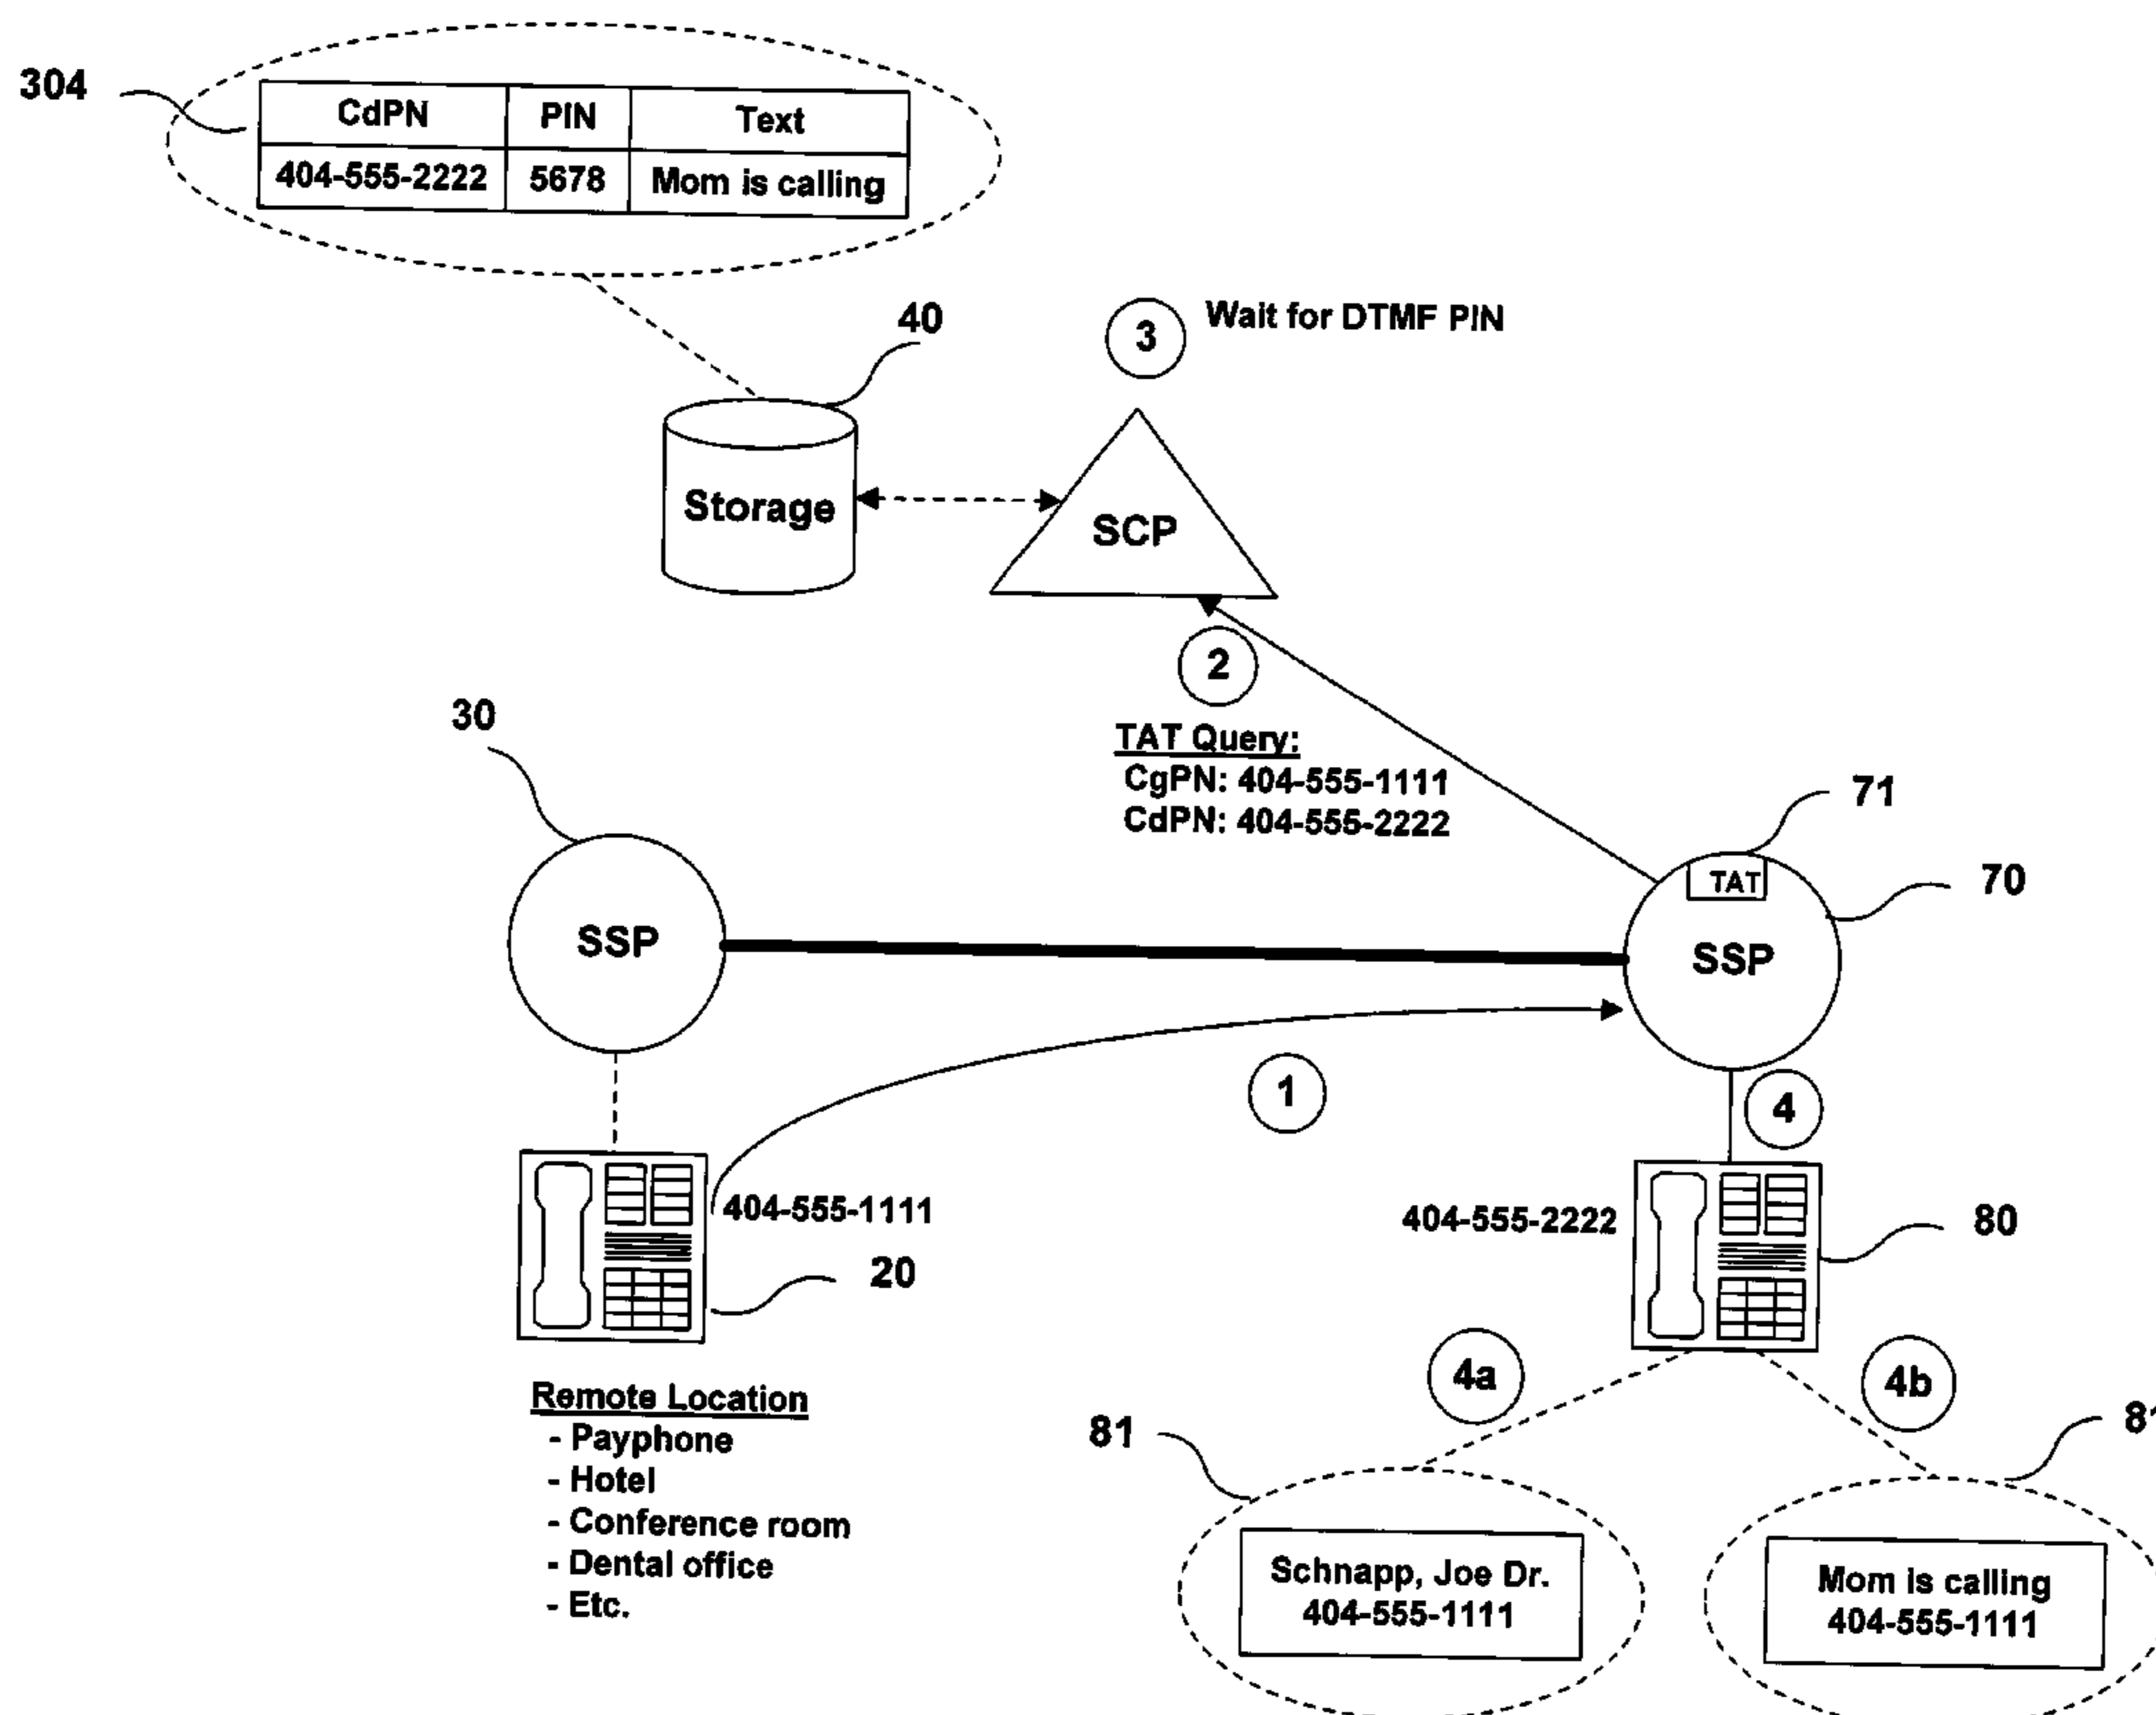 304
CdPN PIN Text
404-555-2222 5678 Mom is calling
40
3 Wait for DTMF PIN
Storage
SCP
2
30
TAT Query:
CgPN: 404-555-1111
CdPN: 404-555-2222
71
TAT
70
SSP
SSP
1
4
404-555-1111
404-555-2222
80
20
4a
4b
Remote Location
- Payphone
- Hotel
- Conference room
- Dental office
- Etc.
81
81
Schnapp, Joe Dr.
404-555-1111
Mom is calling
404-555-1111